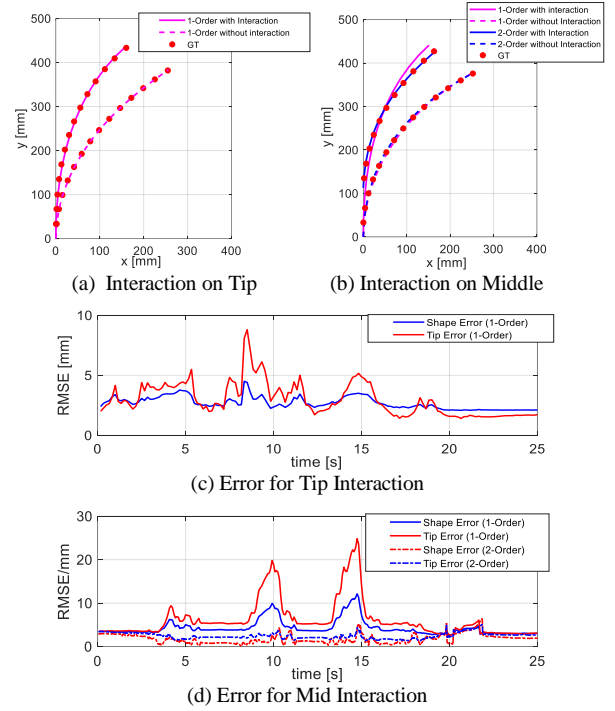 500
400
300
200
100
0
y [mm]
0
100
200
300
400
x [mm]
1-Order with Interaction
1-Order without interaction
GT
(a) Interaction on Tip
500
400
300
200
100
0
y [mm]
0
100
200
300
400
x [mm]
1-Order with interaction
1-Order without Interaction
2-Order with Interaction
2-Order without Interaction
GT
(b) Interaction on Middle
10
5
0
RMSE [mm]
0
5
10
15
20
25
time [s]
Shape Error (1-Order)
Tip Error (1-Order)
(c) Error for Tip Interaction
30
20
10
0
RMSE/mm
0
5
10
15
20
25
time [s]
Shape Error (1-Order)
Tip Error (1-Order)
Shape Error (2-Order)
Tip Error (2-Order)
(d) Error for Mid Interaction